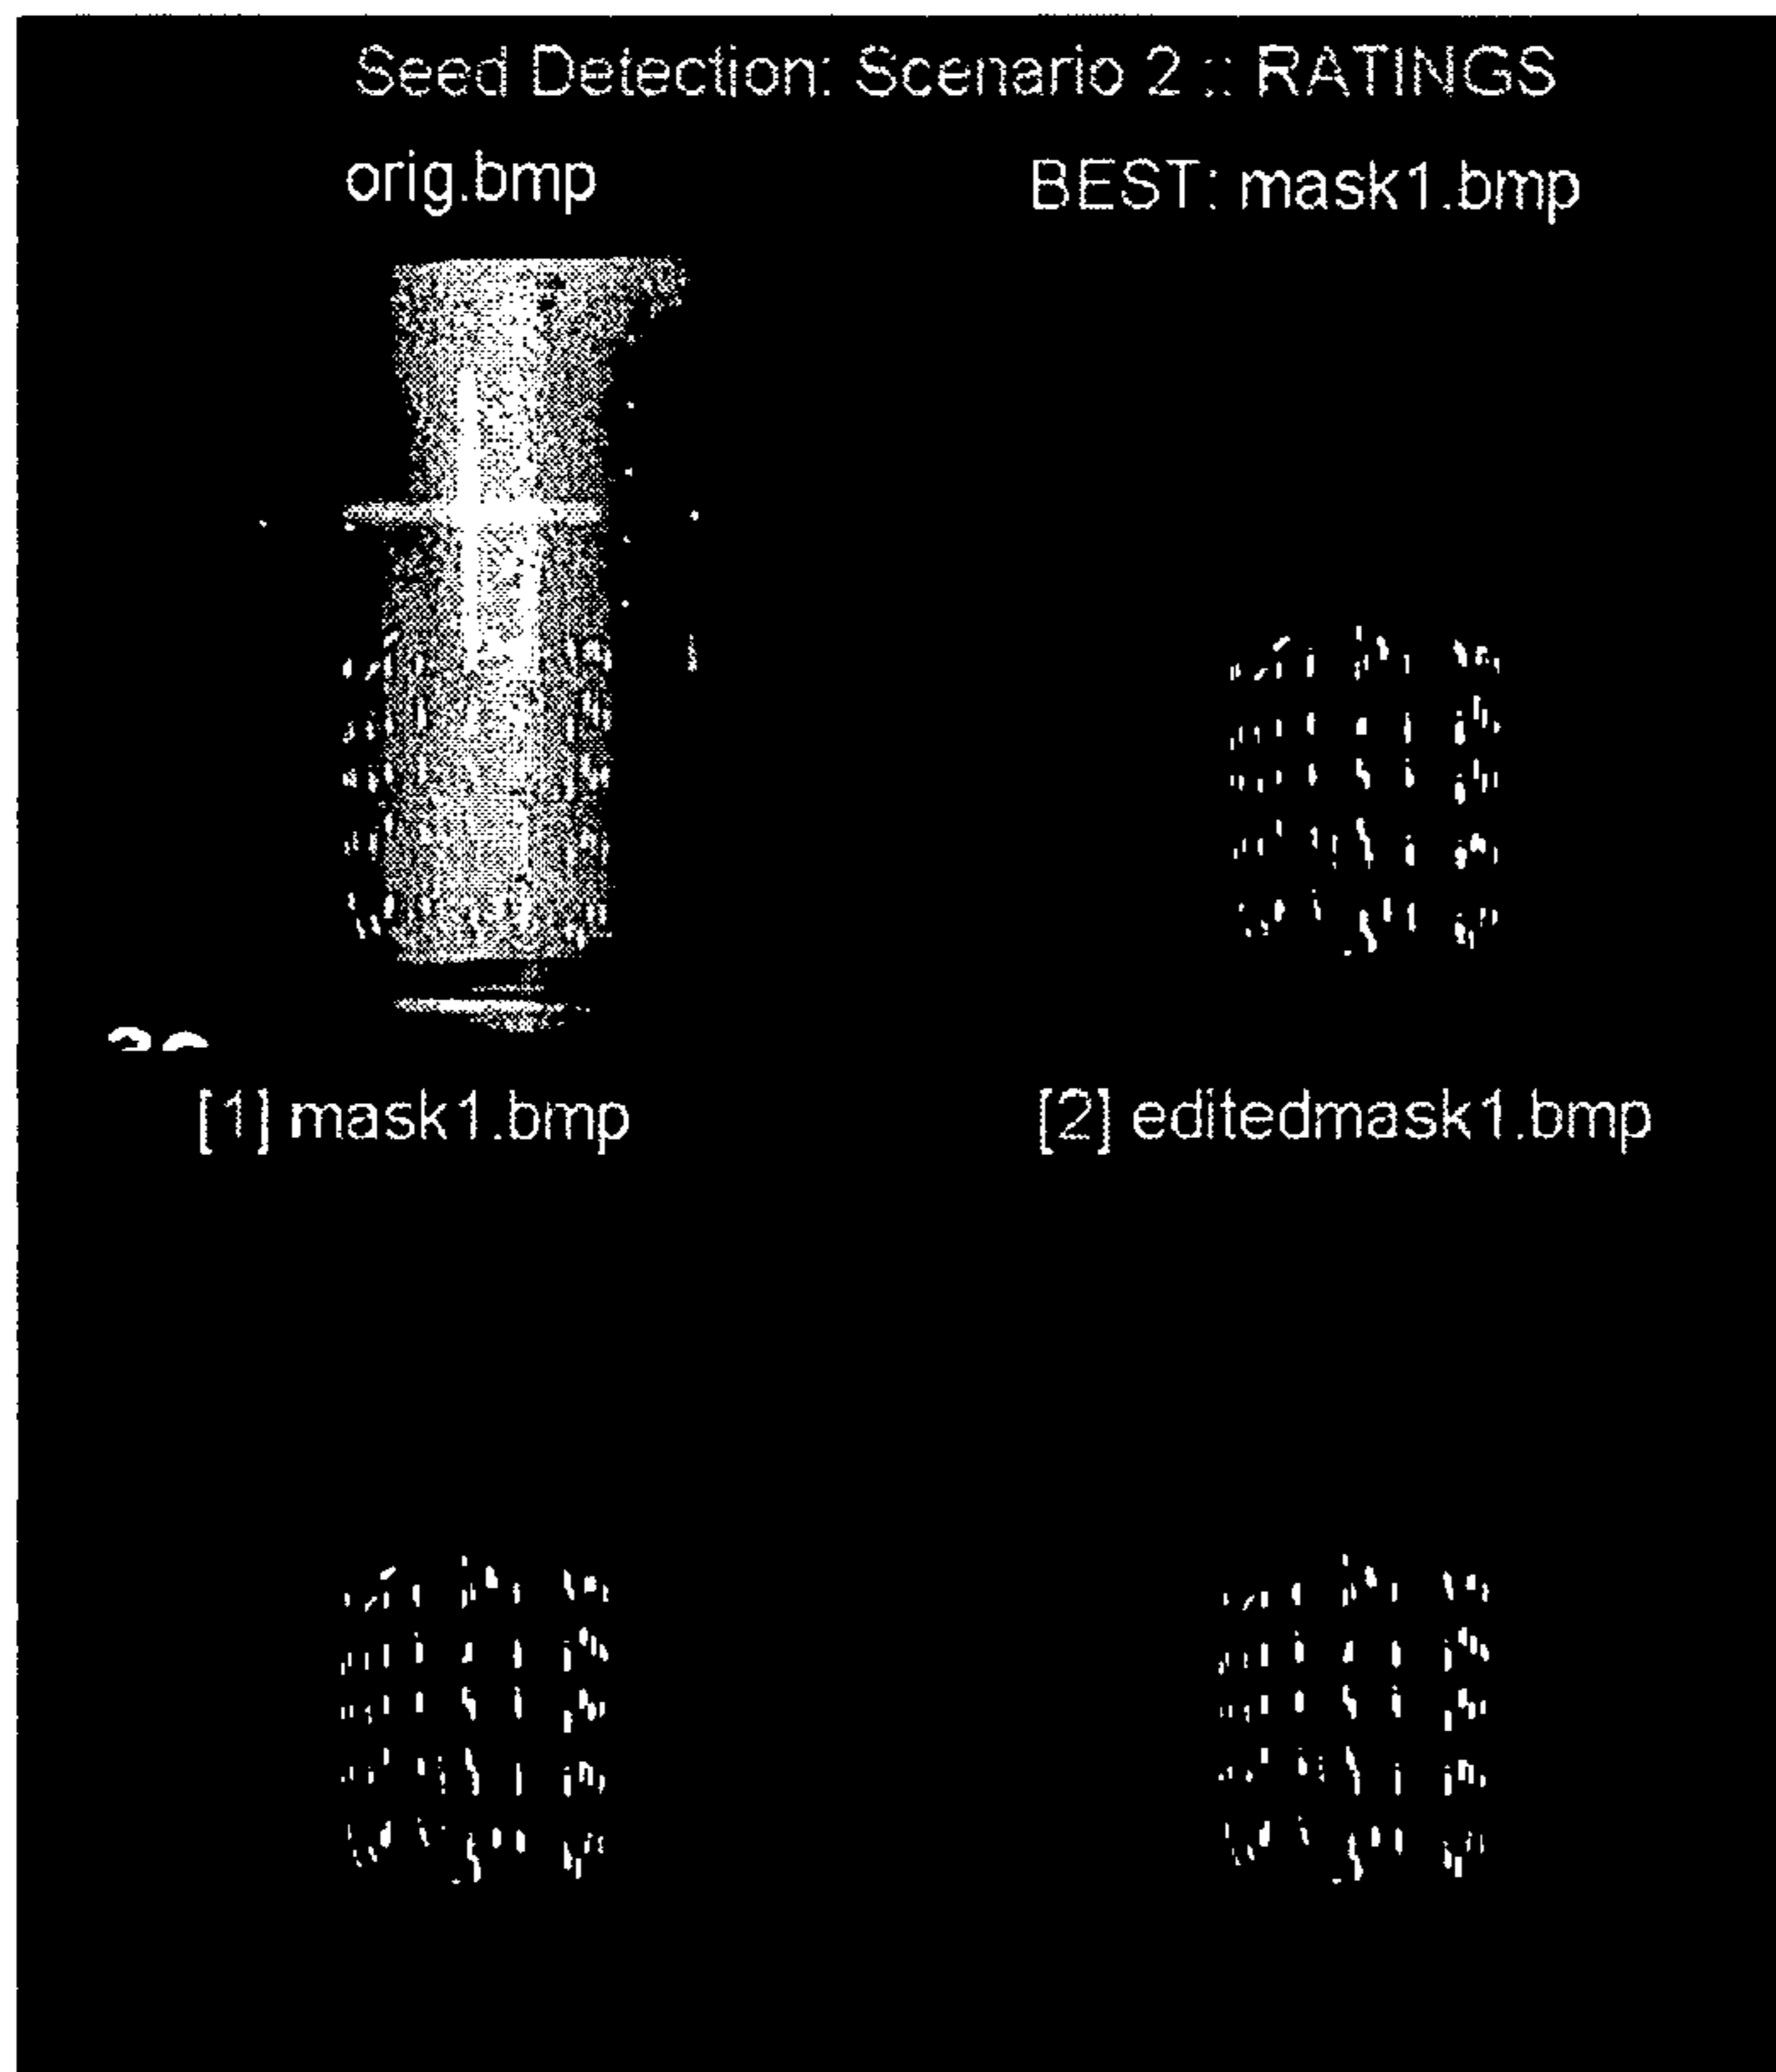 Seed Detection: Scenario 2 :: RATINGS
orig.bmp
BEST: mask1.bmp
[1] mask1.bmp
[2] editedmask1.bmp